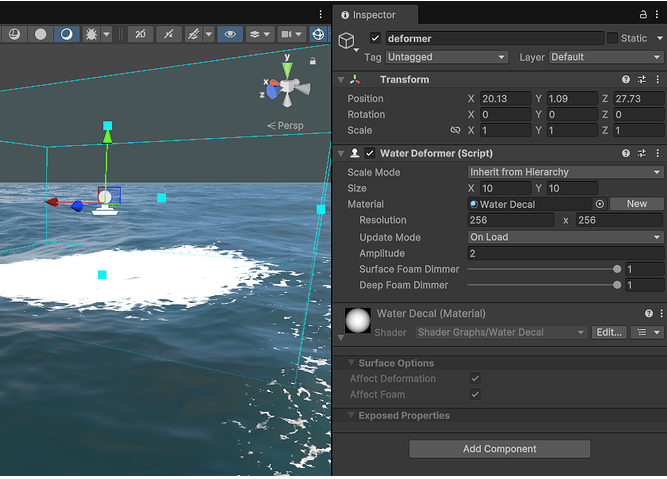 Inspector
deformer
Static
Tag Untagged Layer Default
Transform
Position X 20.13 Y 1.09 Z 27.73
Rotation X 0 Y 0 Z 0
Scale X 1 Y 1 Z 1
Water Deformer (Script)
Scale Mode Inherit from Hierarchy
Size X 10 Y 10
Material Water Decal New
Resolution 256 x 256
Update Mode On Load
Amplitude 2
Surface Foam Dimmer 1
Deep Foam Dimmer 1
Water Decal (Material)
Shader Shader Graphs/Water Decal Edit...
Surface Options
Affect Deformation
Affect Foam
Exposed Properties
Add Component
2D
y
x
z
Persp